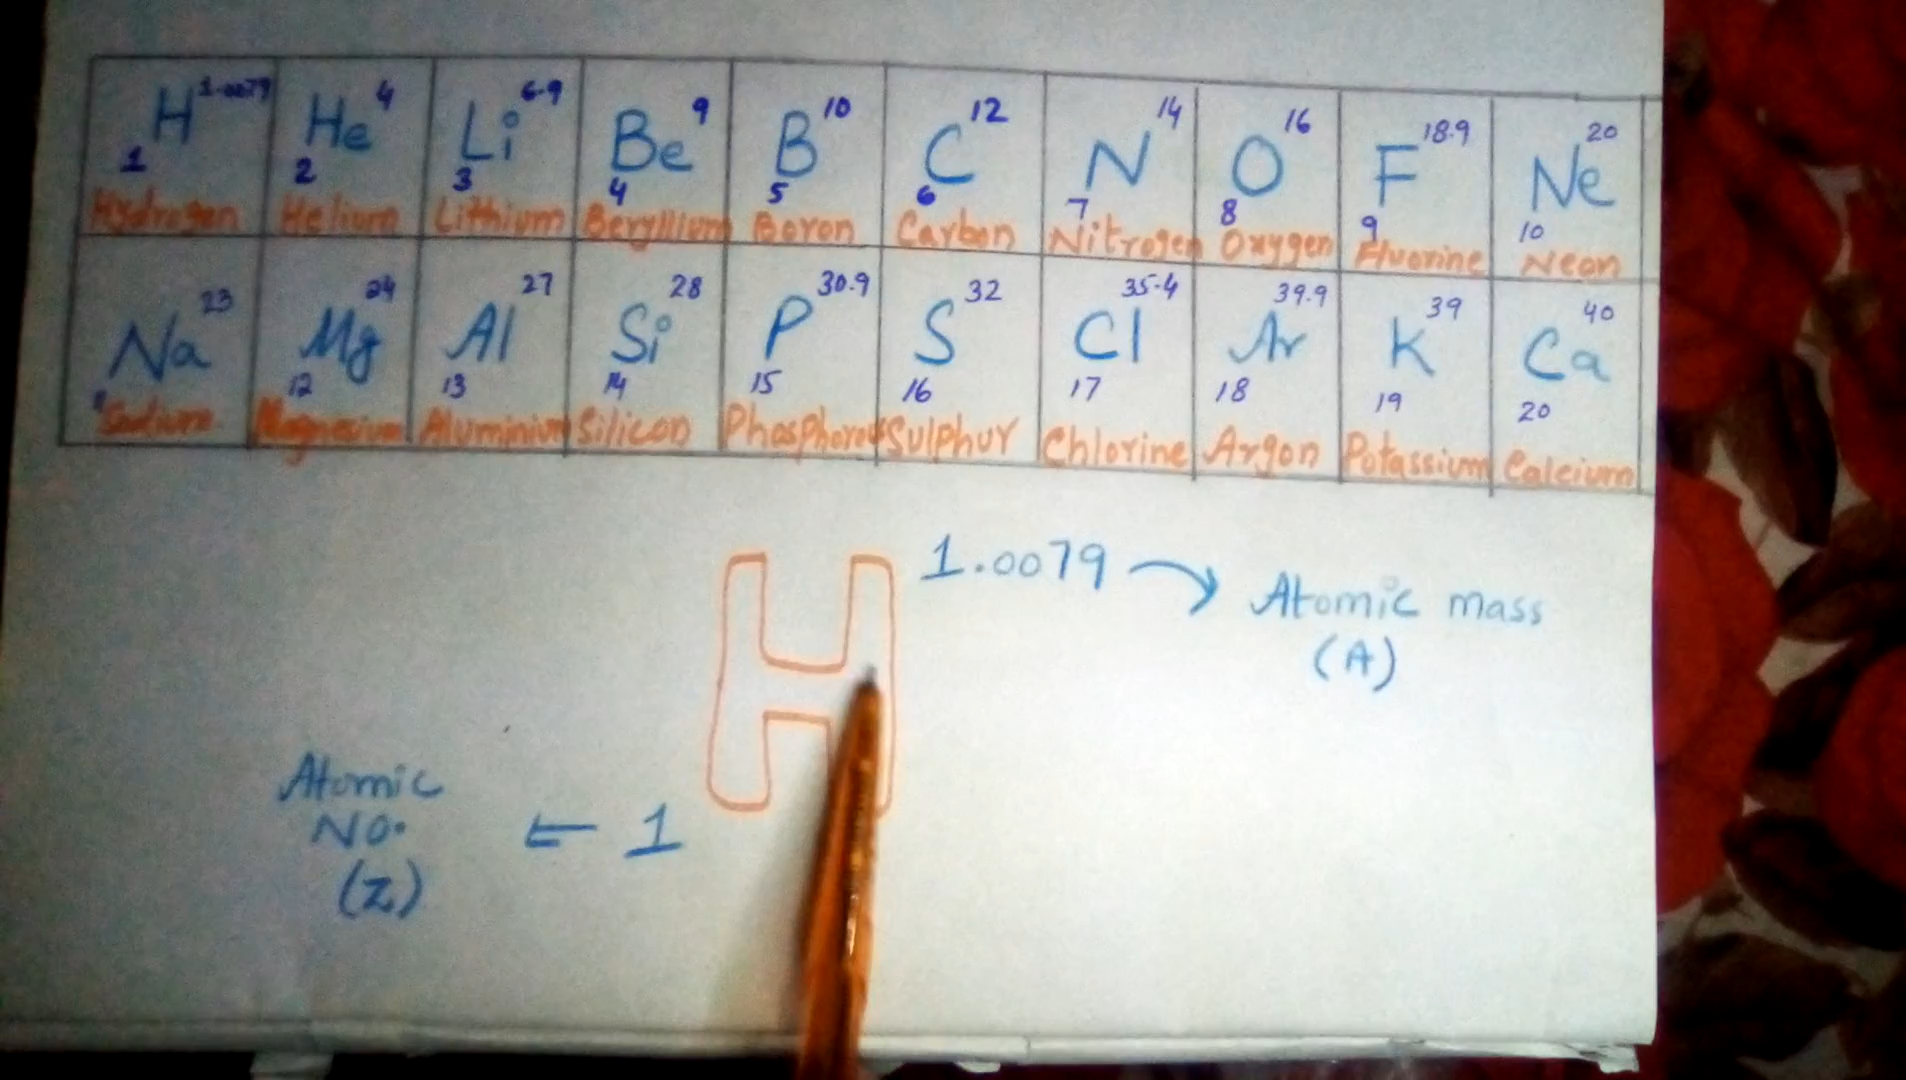 H 1.0079 He 4 Li 6.9 Be 9 B 10 C 12 N 14 O 16 F 18.9 Ne 20
1 2 3 4 5 6 7 8 9 10
Hydrogen Helium Lithium Beryllium Boron Carbon Nitrogen Oxygen Fluorine Neon
Na 23 Mg 24 Al 27 Si 28 P 30.9 S 32 Cl 35.4 Ar 39.9 K 39 Ca 40
12 13 14 15 16 17 18 19 20
Sodium Magnesium Aluminium Silicon Phosphorous Sulphur Chlorine Argon Potassium Calcium
H 1.0079 → Atomic mass
(A)
Atomic
No. ← 1
(Z)